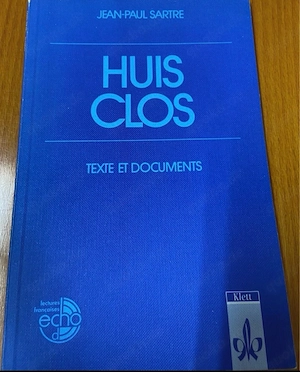 JEAN-PAUL SARTRE
HUIS
CLOS
TEXTE ET DOCUMENTS
lectures
françaises
echo
d
Klett